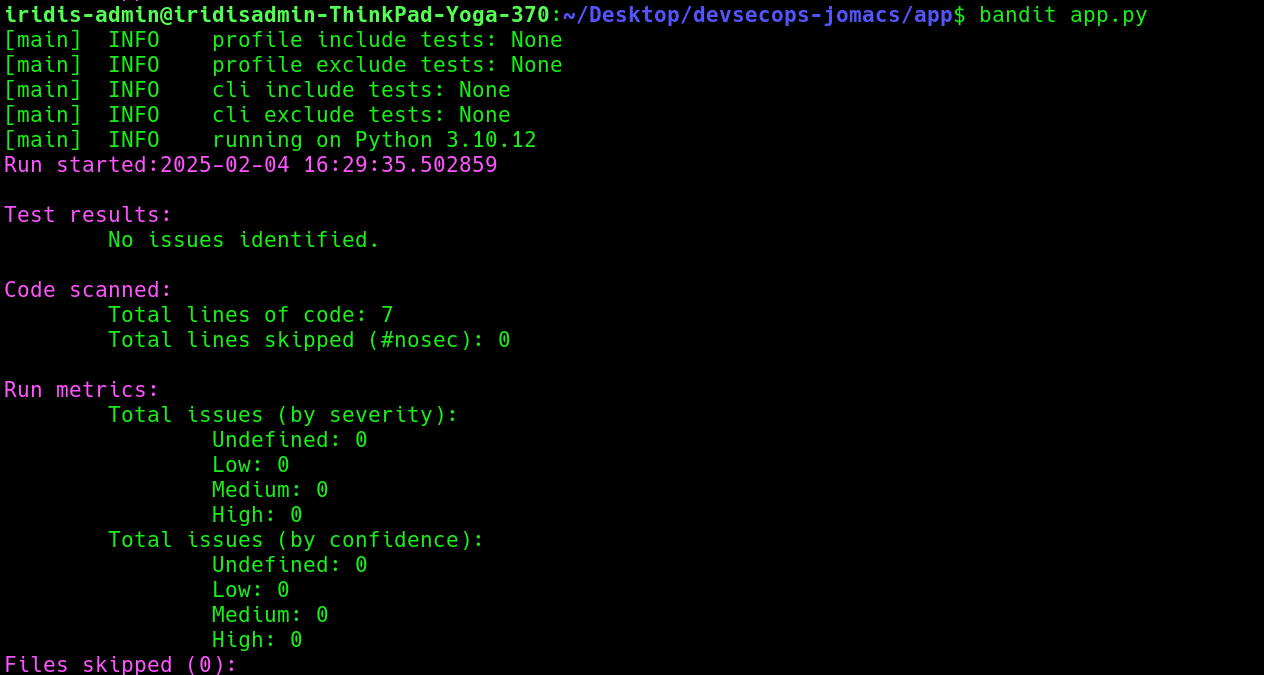 iridis-admin@iridisadmin-ThinkPad-Yoga-370:~/Desktop/devsecops-jomacs/app$ bandit app.py
[main]  INFO    profile include tests: None
[main]  INFO    profile exclude tests: None
[main]  INFO    cli include tests: None
[main]  INFO    cli exclude tests: None
[main]  INFO    running on Python 3.10.12
Run started:2025-02-04 16:29:35.502859
Test results:
        No issues identified.
Code scanned:
        Total lines of code: 7
        Total lines skipped (#nosec): 0
Run metrics:
        Total issues (by severity):
                Undefined: 0
                Low: 0
                Medium: 0
                High: 0
        Total issues (by confidence):
                Undefined: 0
                Low: 0
                Medium: 0
                High: 0
Files skipped (0):